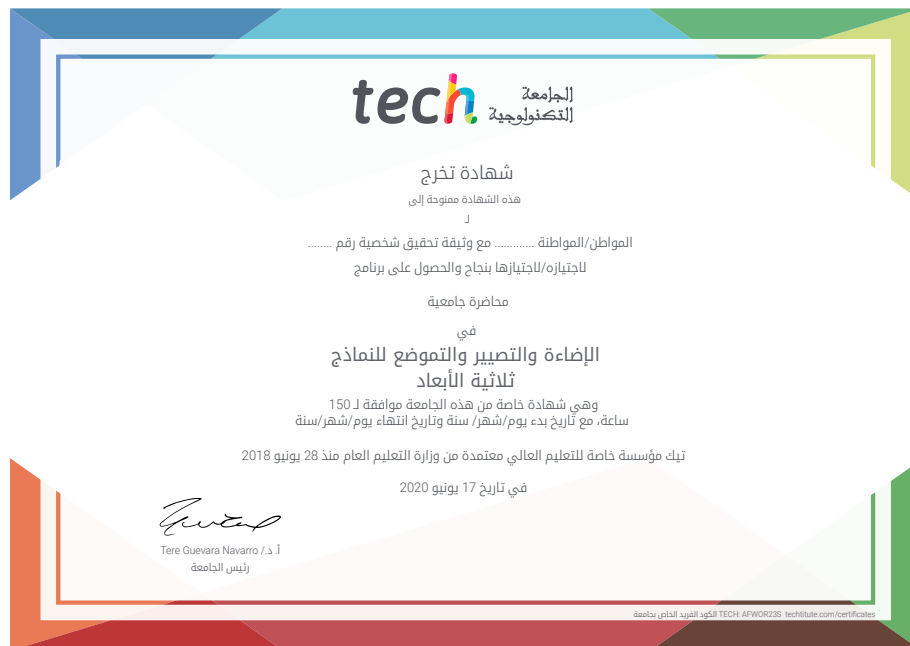 tech الجامعة
التكنولوجية
شهادة تخرج
هذه الشهادة ممنوحة إلى
لـ
المواطن/المواطنة ............ مع وثيقة تحقيق شخصية رقم ........
لاجتيازه/لاجتيازها بنجاح والحصول على برنامج
محاضرة جامعية
في
الإضاءة والتصيير والتموضع للنماذج
ثلاثية الأبعاد
وهي شهادة خاصة من هذه الجامعة موافقة لـ 150
ساعة، مع تاريخ بدء يوم/شهر/ سنة وتاريخ انتهاء يوم/شهر/سنة
تيك مؤسسة خاصة للتعليم العالي معتمدة من وزارة التعليم العام منذ 28 يونيو 2018
في تاريخ 17 يونيو 2020
أ. د./ Tere Guevara Navarro
رئيس الجامعة
الكود الفريد الخاص بجامعة TECH: AFWOR23S techtitute.com/certificates